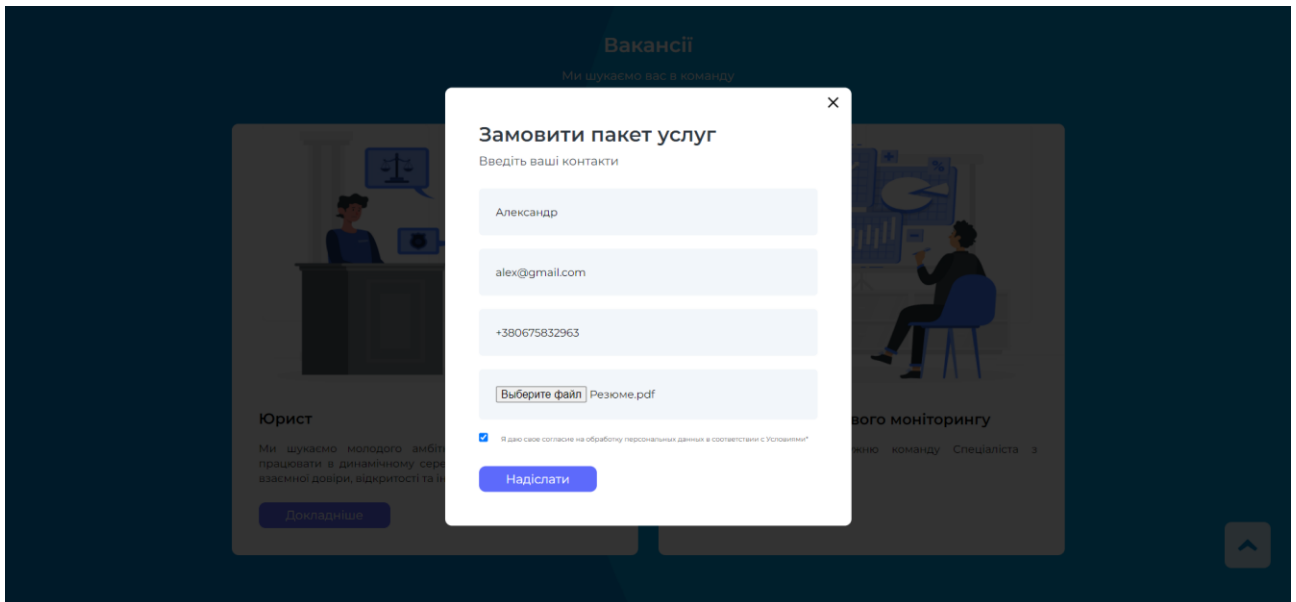 Вакансії
Ми шукаємо вас в команду
Замовити пакет услуг
Введіть ваші контакти
Александр
alex@gmail.com
+380675832963
Выберите файл Резюме.pdf
Я даю свое согласие на обработку персональных данных в соответствии с Условиями*
Надіслати
Юрист
Ми шукаємо молодого амбіт
працювати в динамічному сере
взаємної довіри, відкритості та ін
Докладніше
вого моніторингу
жню команду Спеціаліста з